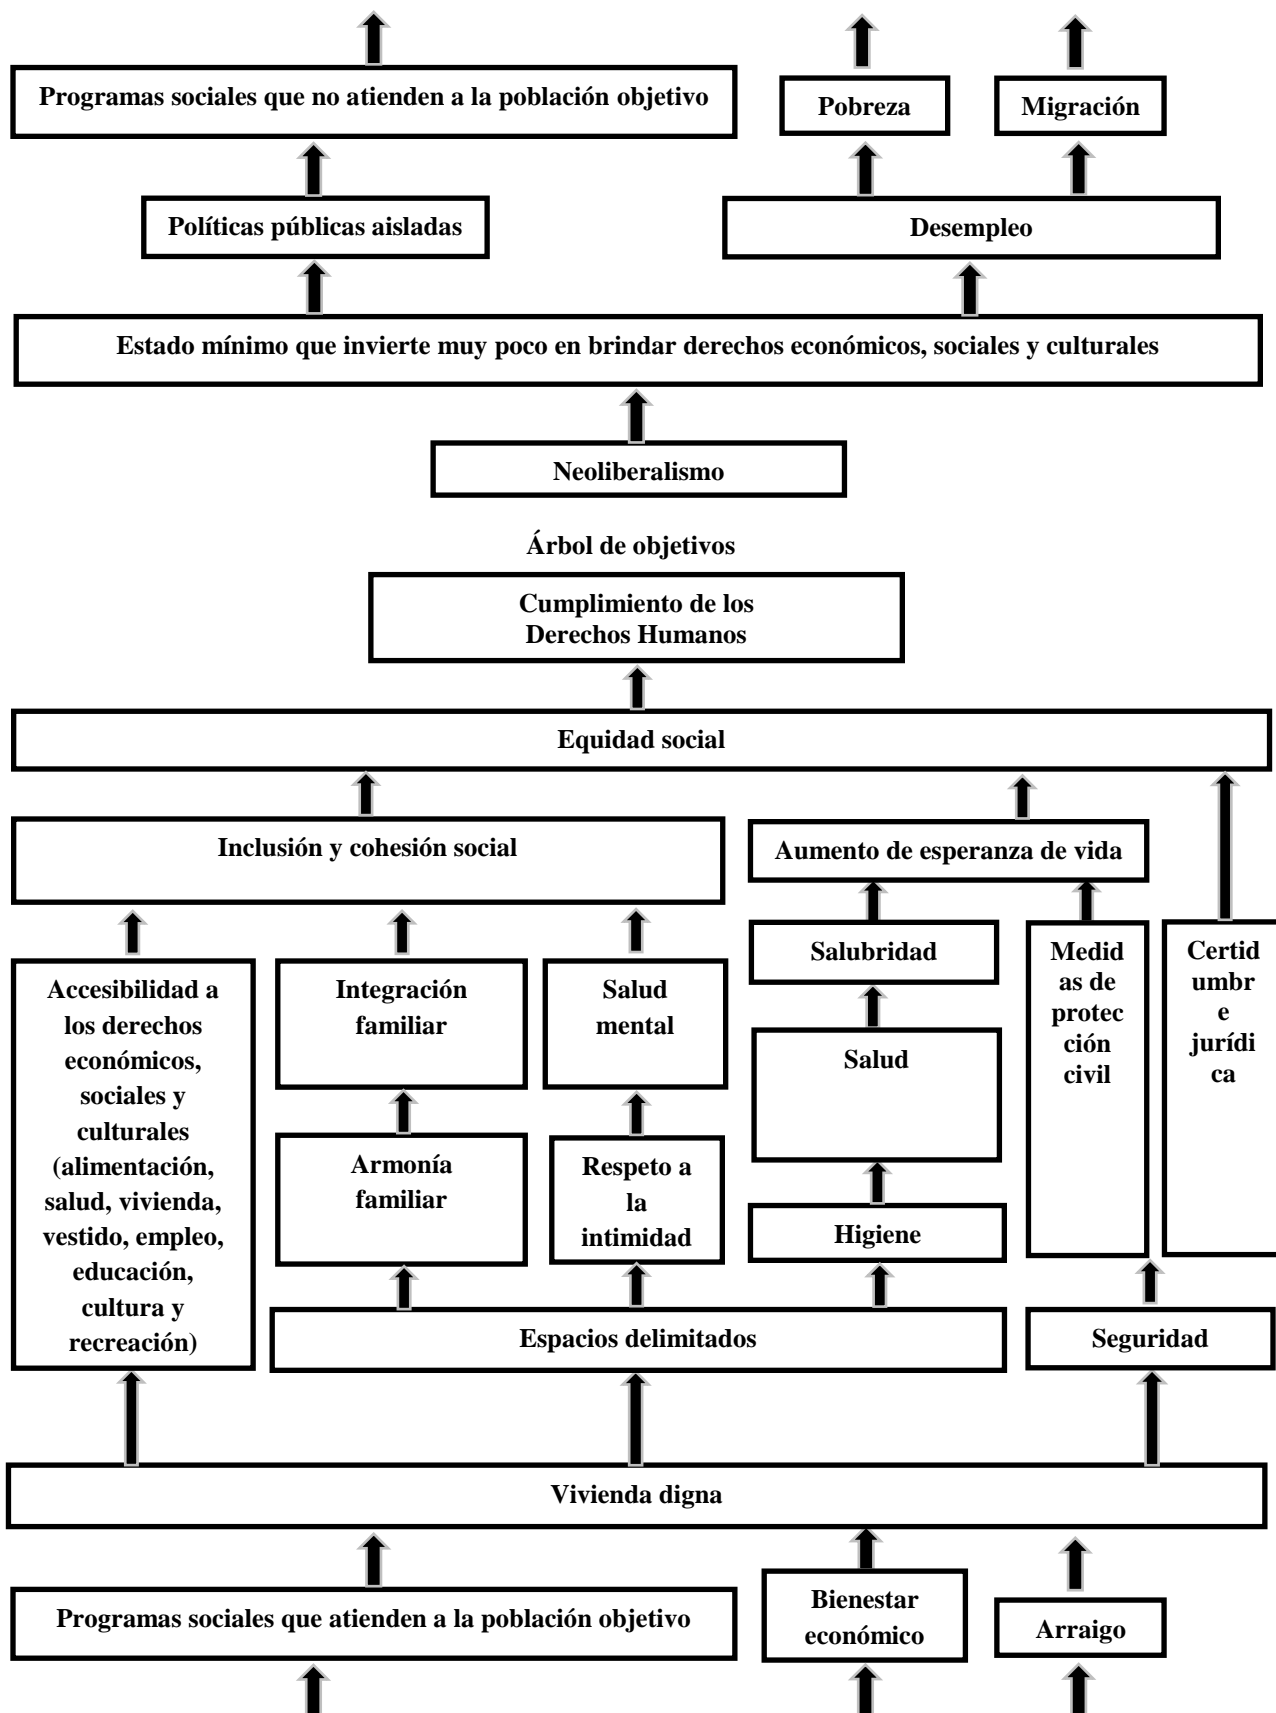 Programas sociales que no atienden a la población objetivo
Pobreza
Migración
Políticas públicas aisladas
Desempleo
Estado mínimo que invierte muy poco en brindar derechos económicos, sociales y culturales
Neoliberalismo
Árbol de objetivos
Cumplimiento de los
Derechos Humanos
Equidad social
Inclusión y cohesión social
Aumento de esperanza de vida
Accesibilidad a
los derechos
económicos,
sociales y
culturales
(alimentación,
salud, vivienda,
vestido, empleo,
educación,
cultura y
recreación)
Integración
familiar
Salud
mental
Salubridad
Medid
as de
protec
ción
civil
Certid
umbr
e
jurídi
ca
Salud
Armonía
familiar
Respeto a
la
intimidad
Higiene
Espacios delimitados
Seguridad
Vivienda digna
Programas sociales que atienden a la población objetivo
Bienestar
económico
Arraigo